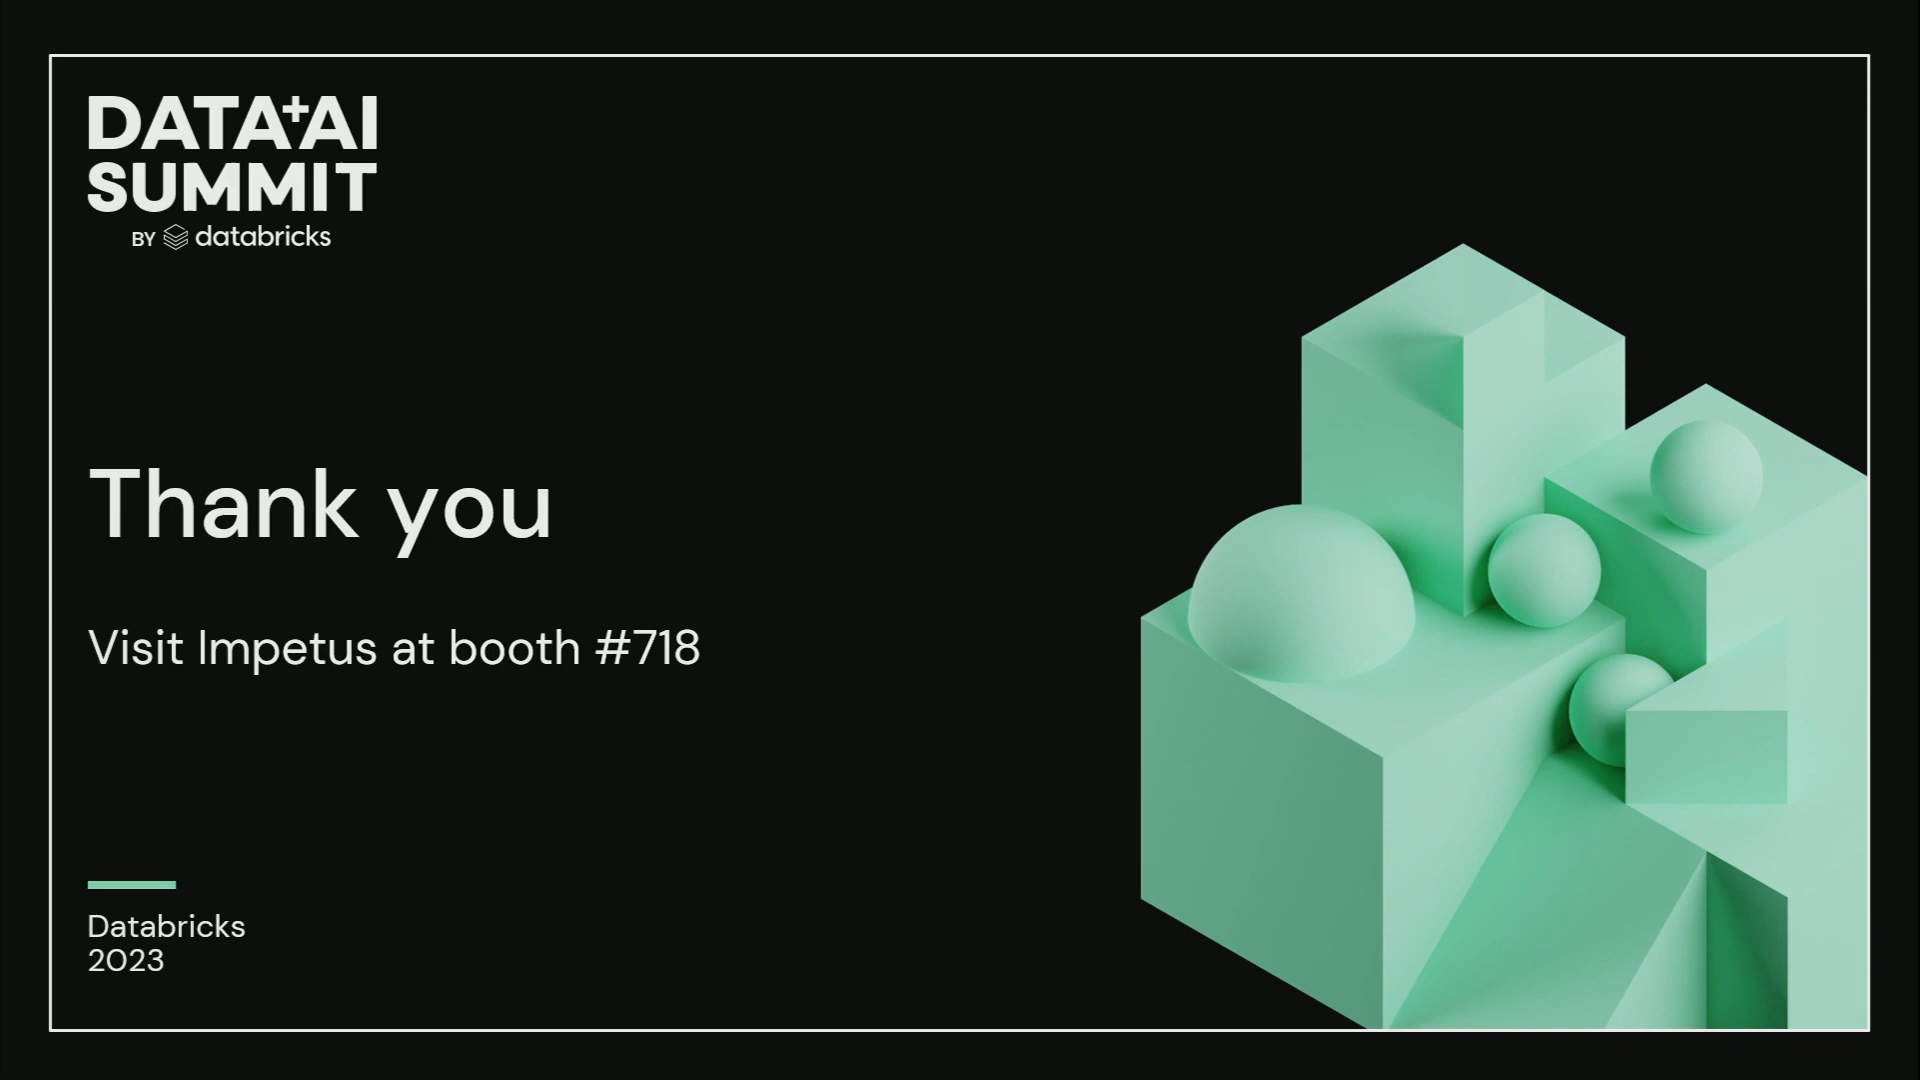 DATA+AI
SUMMIT
BY databricks
Thank you
Visit Impetus at booth #718
Databricks
2023